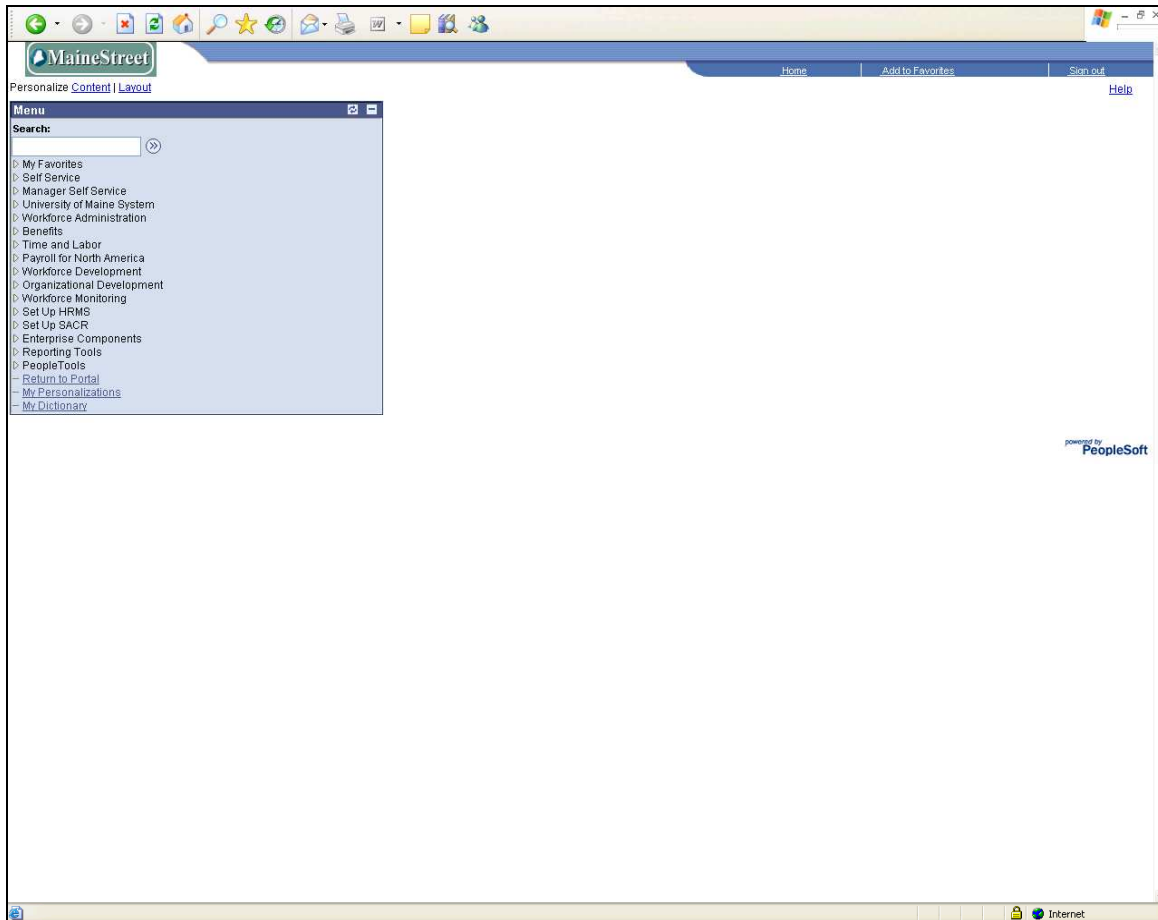 MaineStreet
Home Add to Favorites Sign out
Personalize Content | Layout
Help
Menu
Search:
My Favorites
Self Service
Manager Self Service
University of Maine System
Workforce Administration
Benefits
Time and Labor
Payroll for North America
Workforce Development
Organizational Development
Workforce Monitoring
Set Up HRMS
Set Up SACR
Enterprise Components
Reporting Tools
PeopleTools
Return to Portal
My Personalizations
My Dictionary
powered by
PeopleSoft
Internet